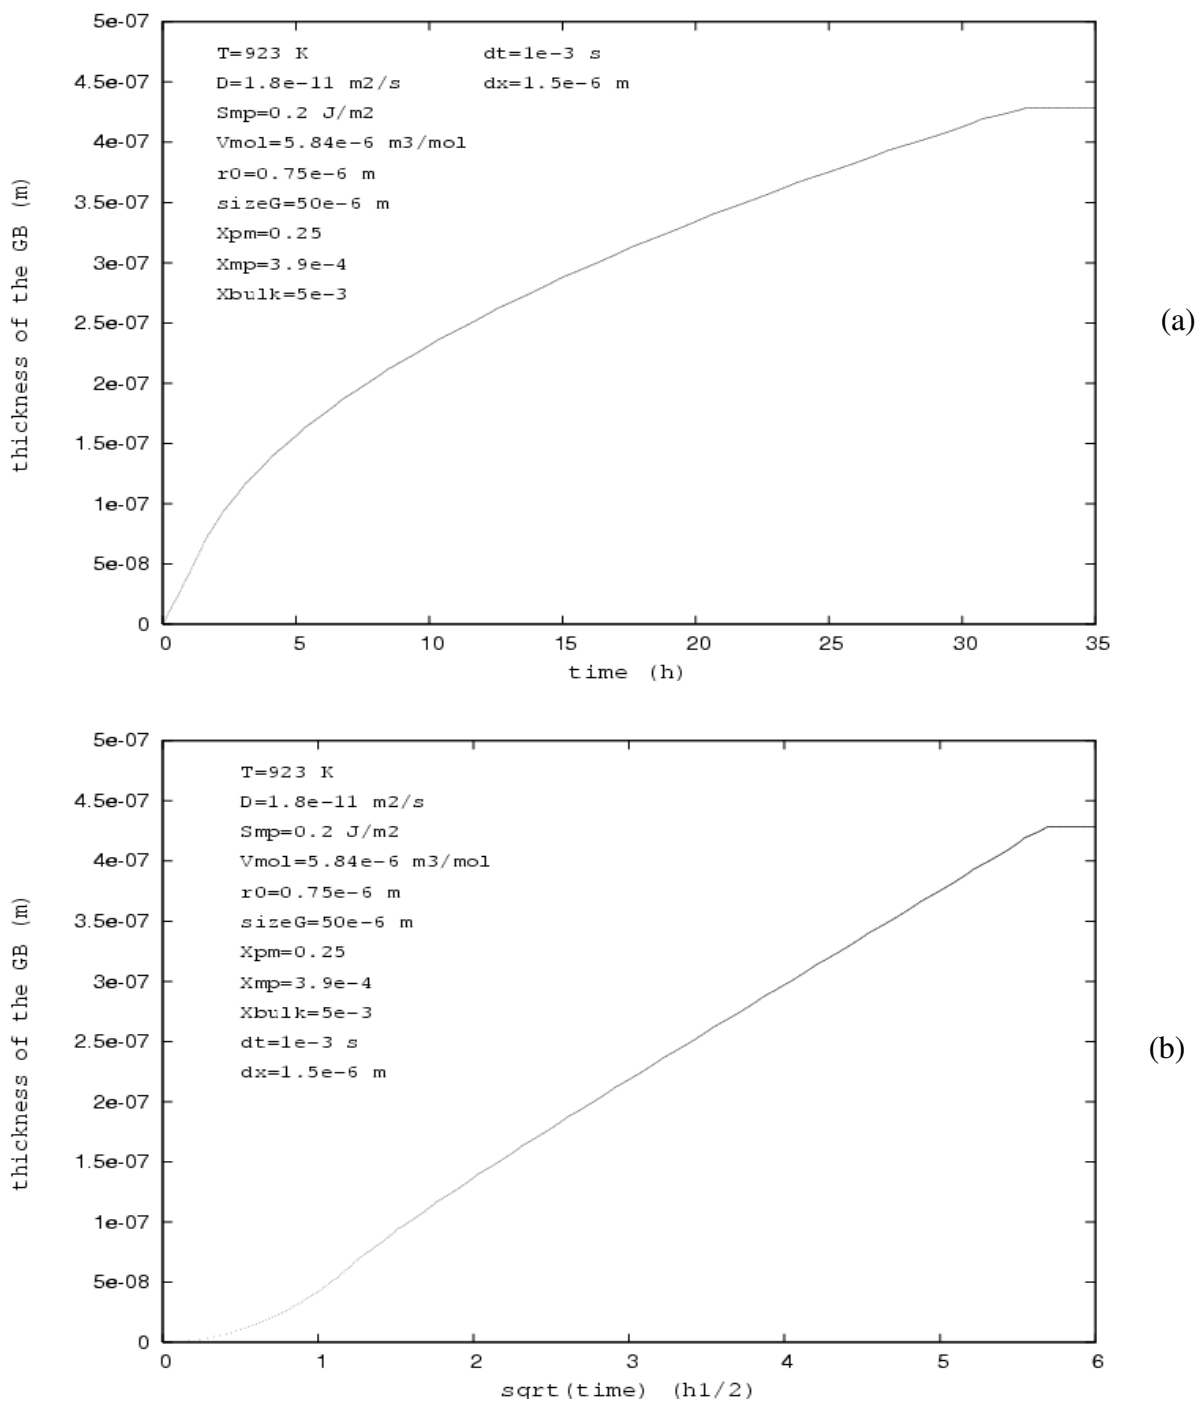 5e-07
4.5e-07
4e-07
3.5e-07
3e-07
2.5e-07
2e-07
1.5e-07
1e-07
5e-08
0
thickness of the GB (m)
T=923 K
D=1.8e-11 m2/s
Smp=0.2 J/m2
Vmol=5.84e-6 m3/mol
r0=0.75e-6 m
sizeG=50e-6 m
Xpm=0.25
Xmp=3.9e-4
Xbulk=5e-3
dt=1e-3 s
dx=1.5e-6 m
0 5 10 15 20 25 30 35
time (h)
(a)
5e-07
4.5e-07
4e-07
3.5e-07
3e-07
2.5e-07
2e-07
1.5e-07
1e-07
5e-08
0
thickness of the GB (m)
T=923 K
D=1.8e-11 m2/s
Smp=0.2 J/m2
Vmol=5.84e-6 m3/mol
r0=0.75e-6 m
sizeG=50e-6 m
Xpm=0.25
Xmp=3.9e-4
Xbulk=5e-3
dt=1e-3 s
dx=1.5e-6 m
0 1 2 3 4 5 6
sqrt(time) (h1/2)
(b)